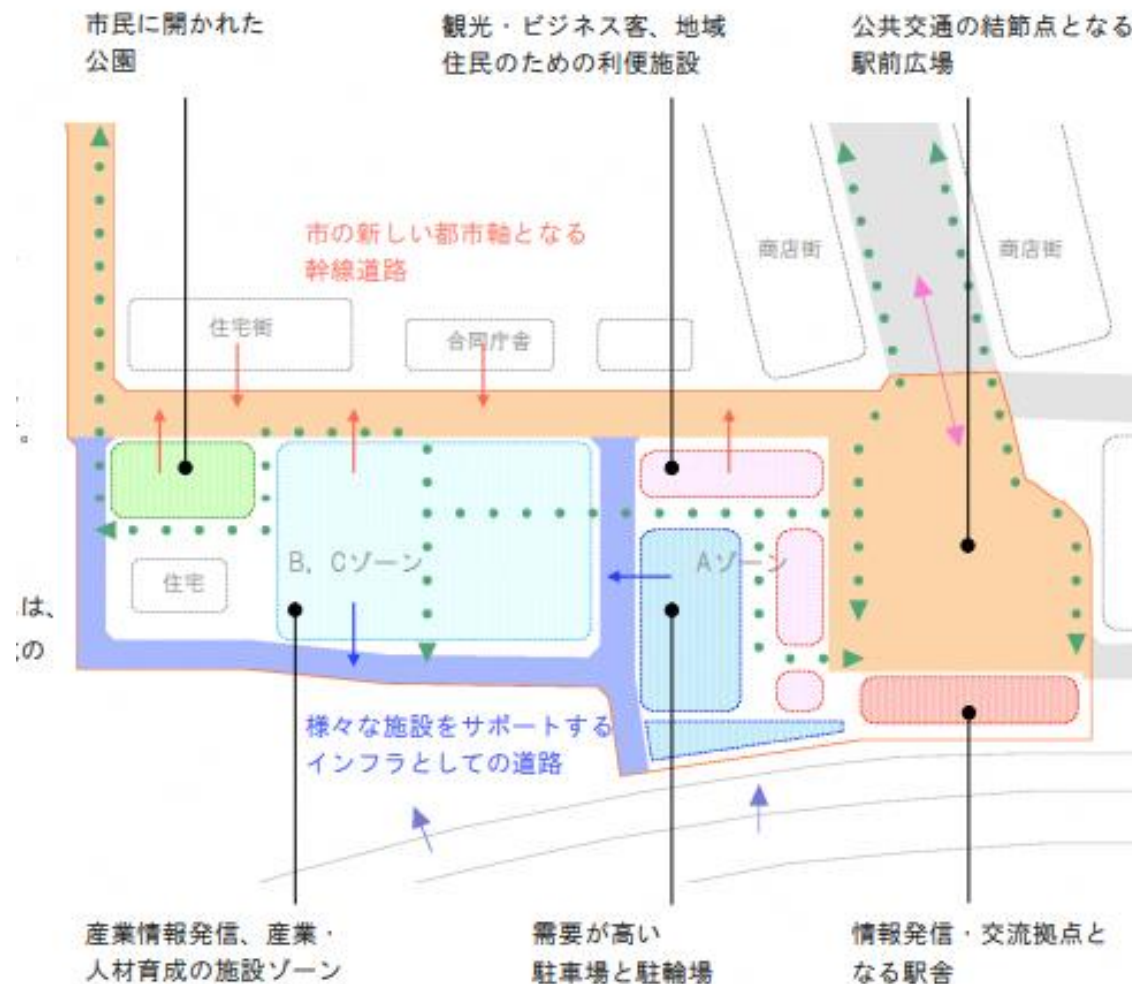 市民に開かれた
公園
観光・ビジネス客、地域
住民のための利便施設
公共交通の結節点となる
駅前広場
市の新しい都市軸となる
幹線道路
商店街
商店街
住宅街
合同庁舎
。
B, Cゾーン
Aゾーン
住宅
は、
の
様々な施設をサポートする
インフラとしての道路
産業情報発信、産業・
人材育成の施設ゾーン
需要が高い
駐車場と駐輪場
情報発信・交流拠点と
なる駅舎